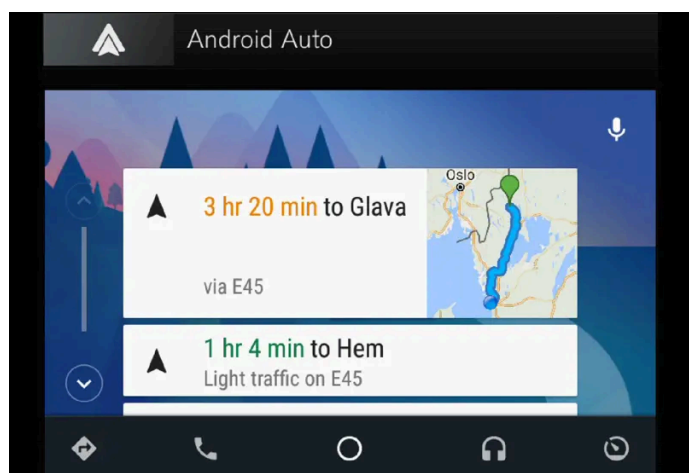 Android Auto
3 hr 20 min to Glava
via E45
Oslo
1 hr 4 min to Hem
Light traffic on E45